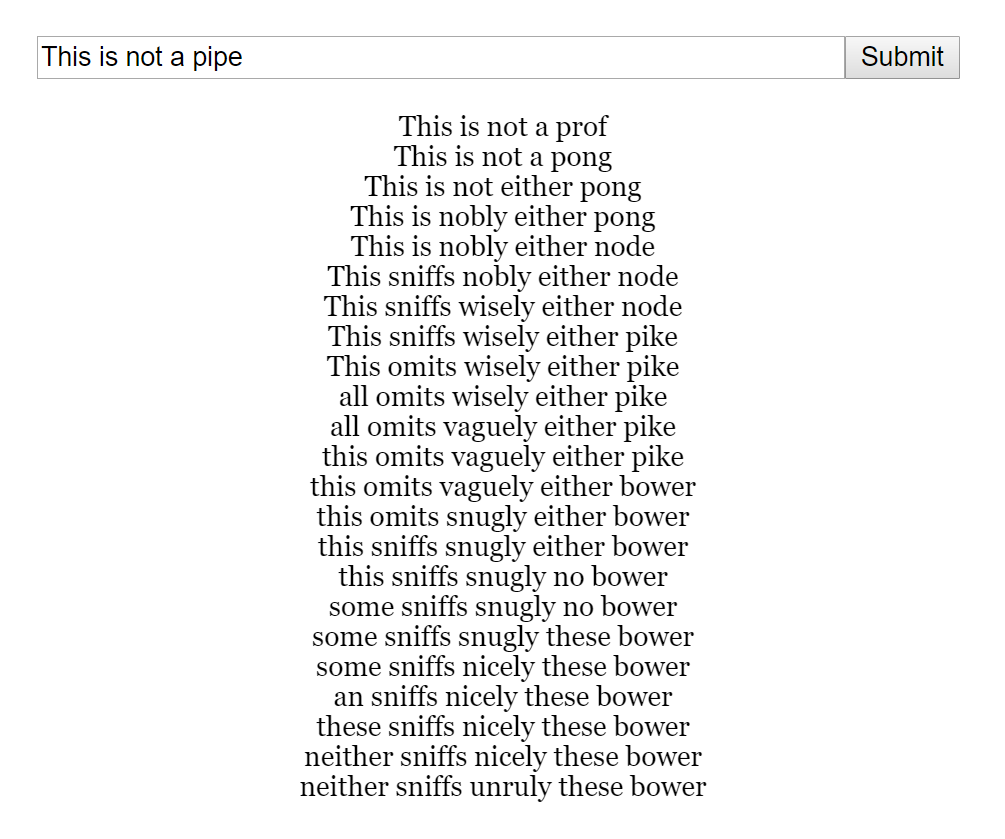 This is not a pipe Submit
This is not a prof
This is not a pong
This is not either pong
This is nobly either pong
This is nobly either node
This sniffs nobly either node
This sniffs wisely either node
This sniffs wisely either pike
This omits wisely either pike
all omits wisely either pike
all omits vaguely either pike
this omits vaguely either pike
this omits vaguely either bower
this omits snugly either bower
this sniffs snugly either bower
this sniffs snugly no bower
some sniffs snugly no bower
some sniffs snugly these bower
some sniffs nicely these bower
an sniffs nicely these bower
these sniffs nicely these bower
neither sniffs nicely these bower
neither sniffs unruly these bower